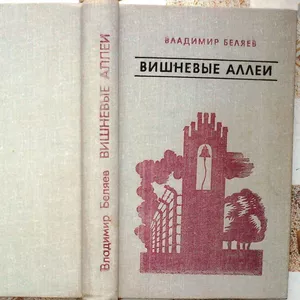 Владимир Беляев ВИШНЕВЫЕ АЛЛЕИ
ВЛАДИМИР БЕЛЯЕВ
ВИШНЕВЫЕ АЛЛЕИ